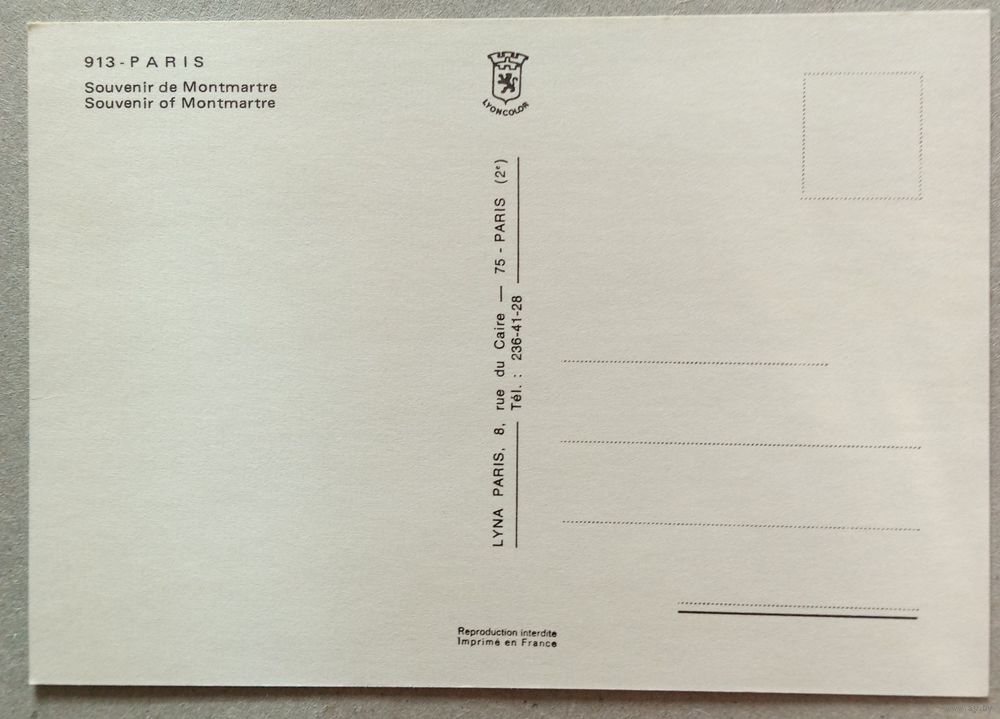 913 - PARIS
Souvenir de Montmartre
Souvenir of Montmartre
LYONCOLOR
LYNA PARIS, 8, rue du Caire — 75 - PARIS (2e)
Tél. : 236-41-28
Reproduction interdite
Imprimé en France